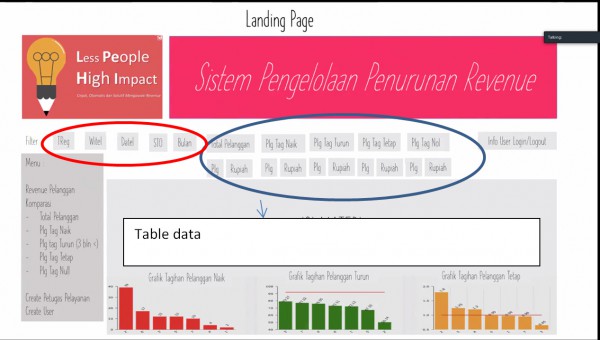 Landing Page
Less People
High Impact
Sistem Pengelolaan Penurunan Revenue
Filter TReg Witel Datel STO Bulan Total Pelanggan Plg Tag Naik Plg Tag Turun Plg Tag Tetap Plg Tag Nol Info User Login/Logout
Plg Rupiah Plg Rupiah Plg Rupiah Plg Rupiah Plg Rupiah
Menu
Revenue Pelanggan
Komparasi
- Total Pelanggan
- Plg Tag Naik
- Plg tag Turun (3 bln <)
- Plg Tag Tetap
- Plg Tag Null
Create Petugas Pelayanan
Create User
Table data
Grafik Tagihan Pelanggan Naik
Grafik Tagihan Pelanggan Turun
Grafik Tagihan Pelanggan Tetap